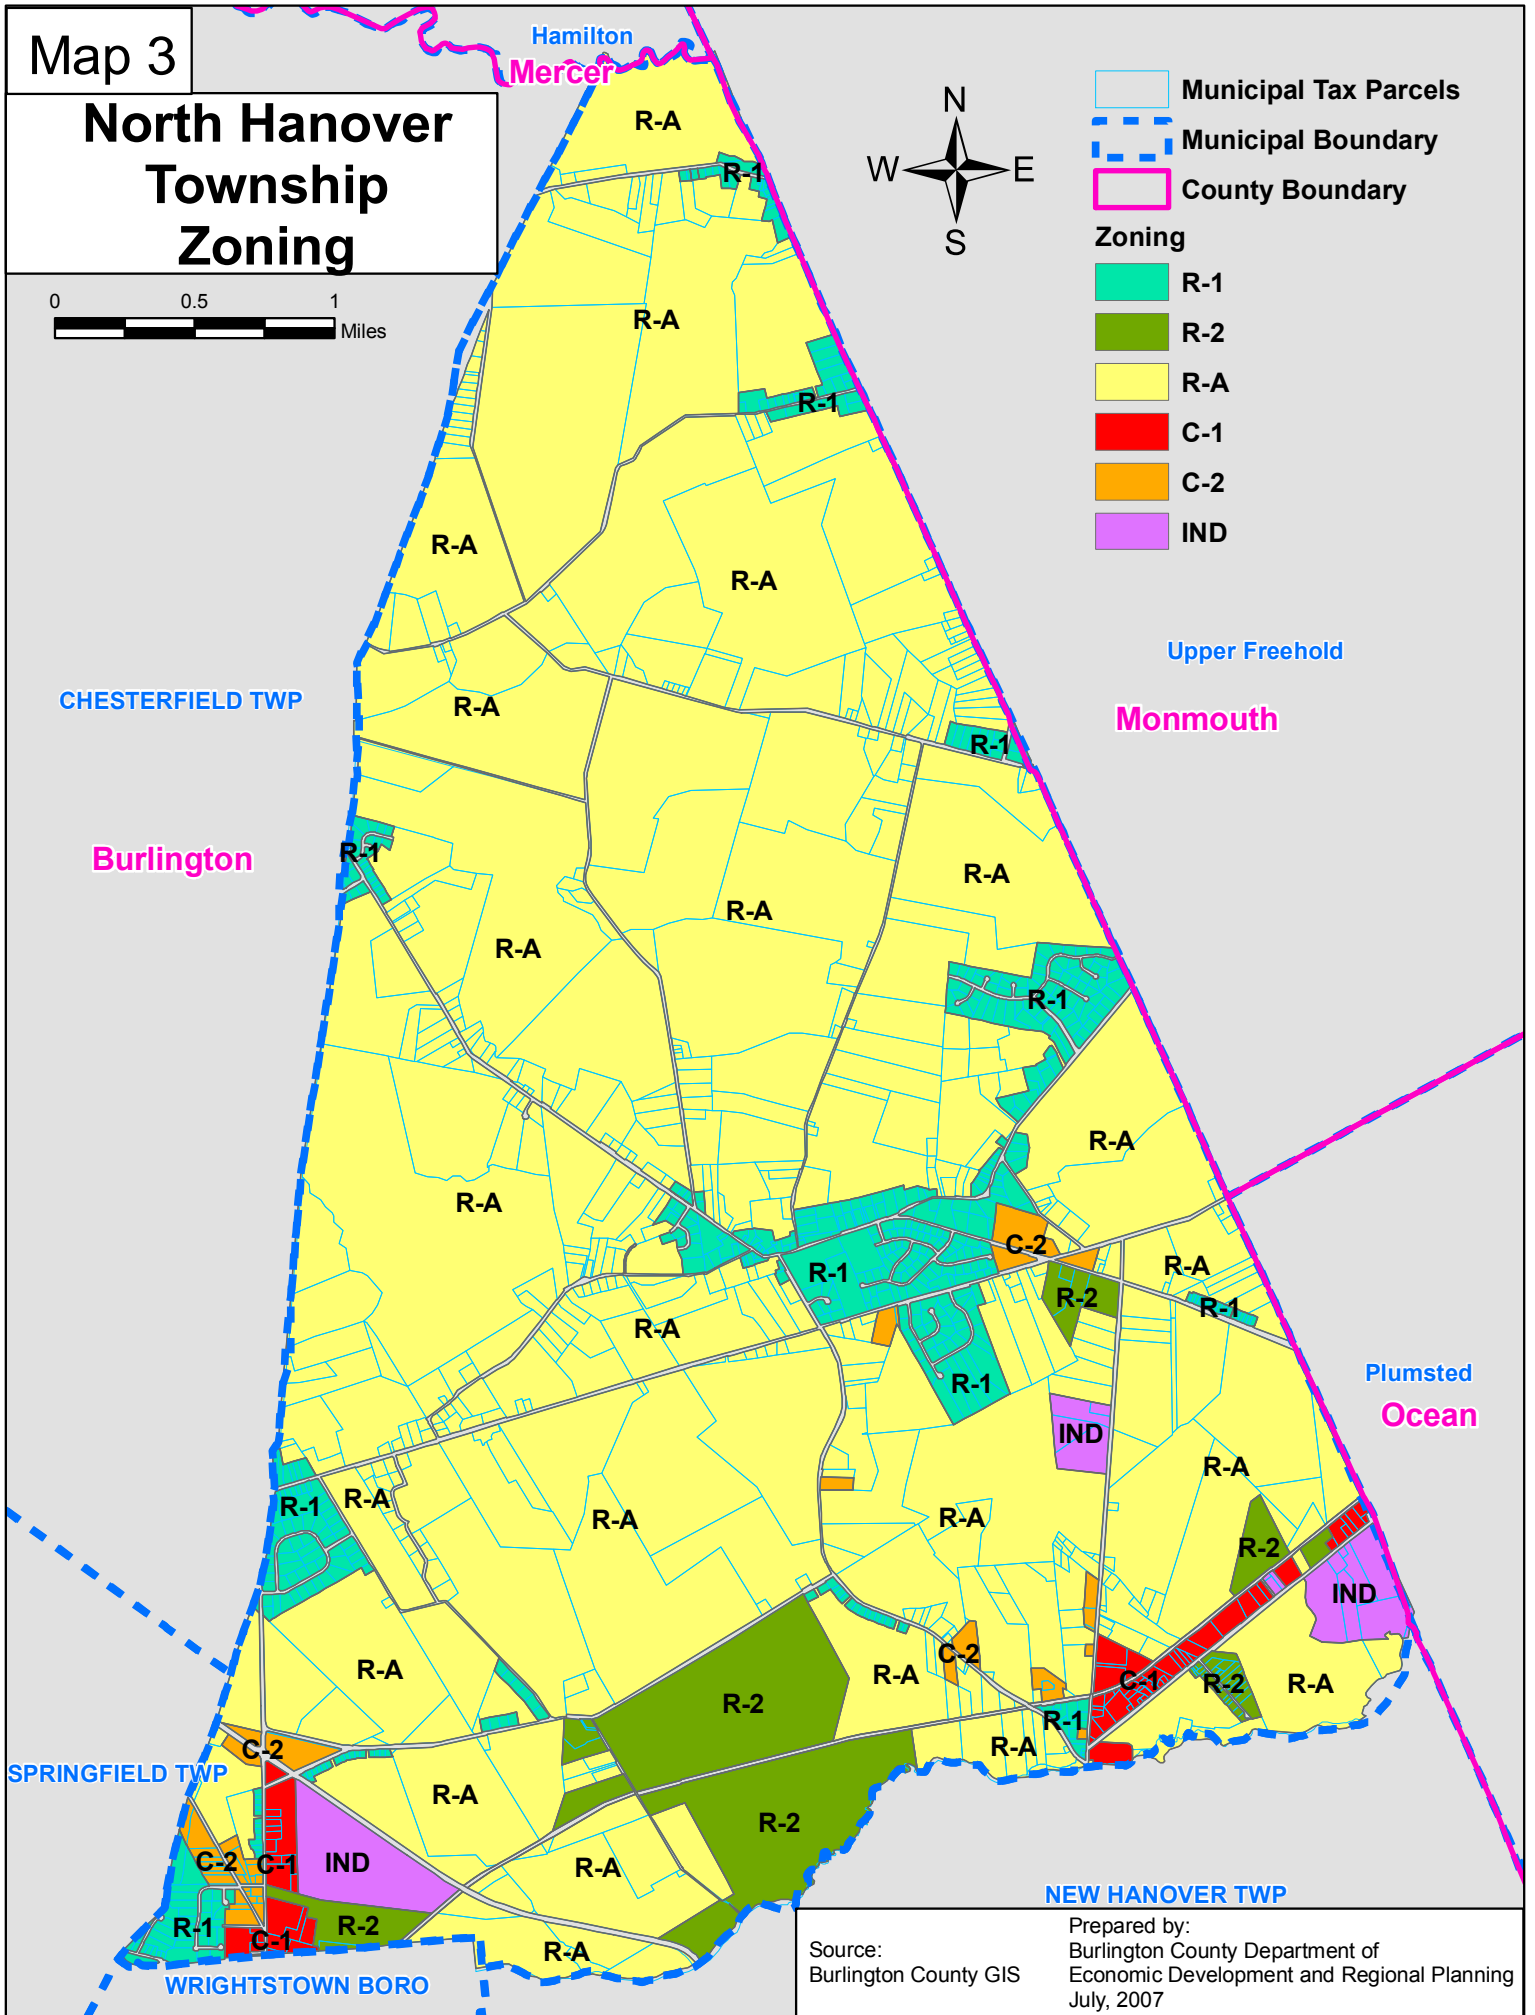 Map 3
North Hanover
Township
Zoning
0 0.5 1
Miles
Hamilton
Mercer
N
W E
S
Municipal Tax Parcels
Municipal Boundary
County Boundary
Zoning
R-1
R-2
R-A
C-1
C-2
IND
R-A
R-1
R-A
R-1
R-A
R-A
Upper Freehold
CHESTERFIELD TWP
R-A
Monmouth
R-1
Burlington
R-1
R-A
R-A
R-A
R-1
R-A
R-A
C-2
R-A
R-1
R-2
R-1
R-A
Plumsted
R-1
Ocean
IND
R-A
R-1
R-A
R-A
R-A
R-2
IND
R-A
C-2
R-A
C-1
R-2
R-A
R-2
R-1
R-A
C-2
SPRINGFIELD TWP
R-A
R-2
C-2
C-1
IND
R-A
NEW HANOVER TWP
R-1
R-2
C-1
R-A
WRIGHTSTOWN BORO
Source:
Burlington County GIS
Prepared by:
Burlington County Department of
Economic Development and Regional Planning
July, 2007